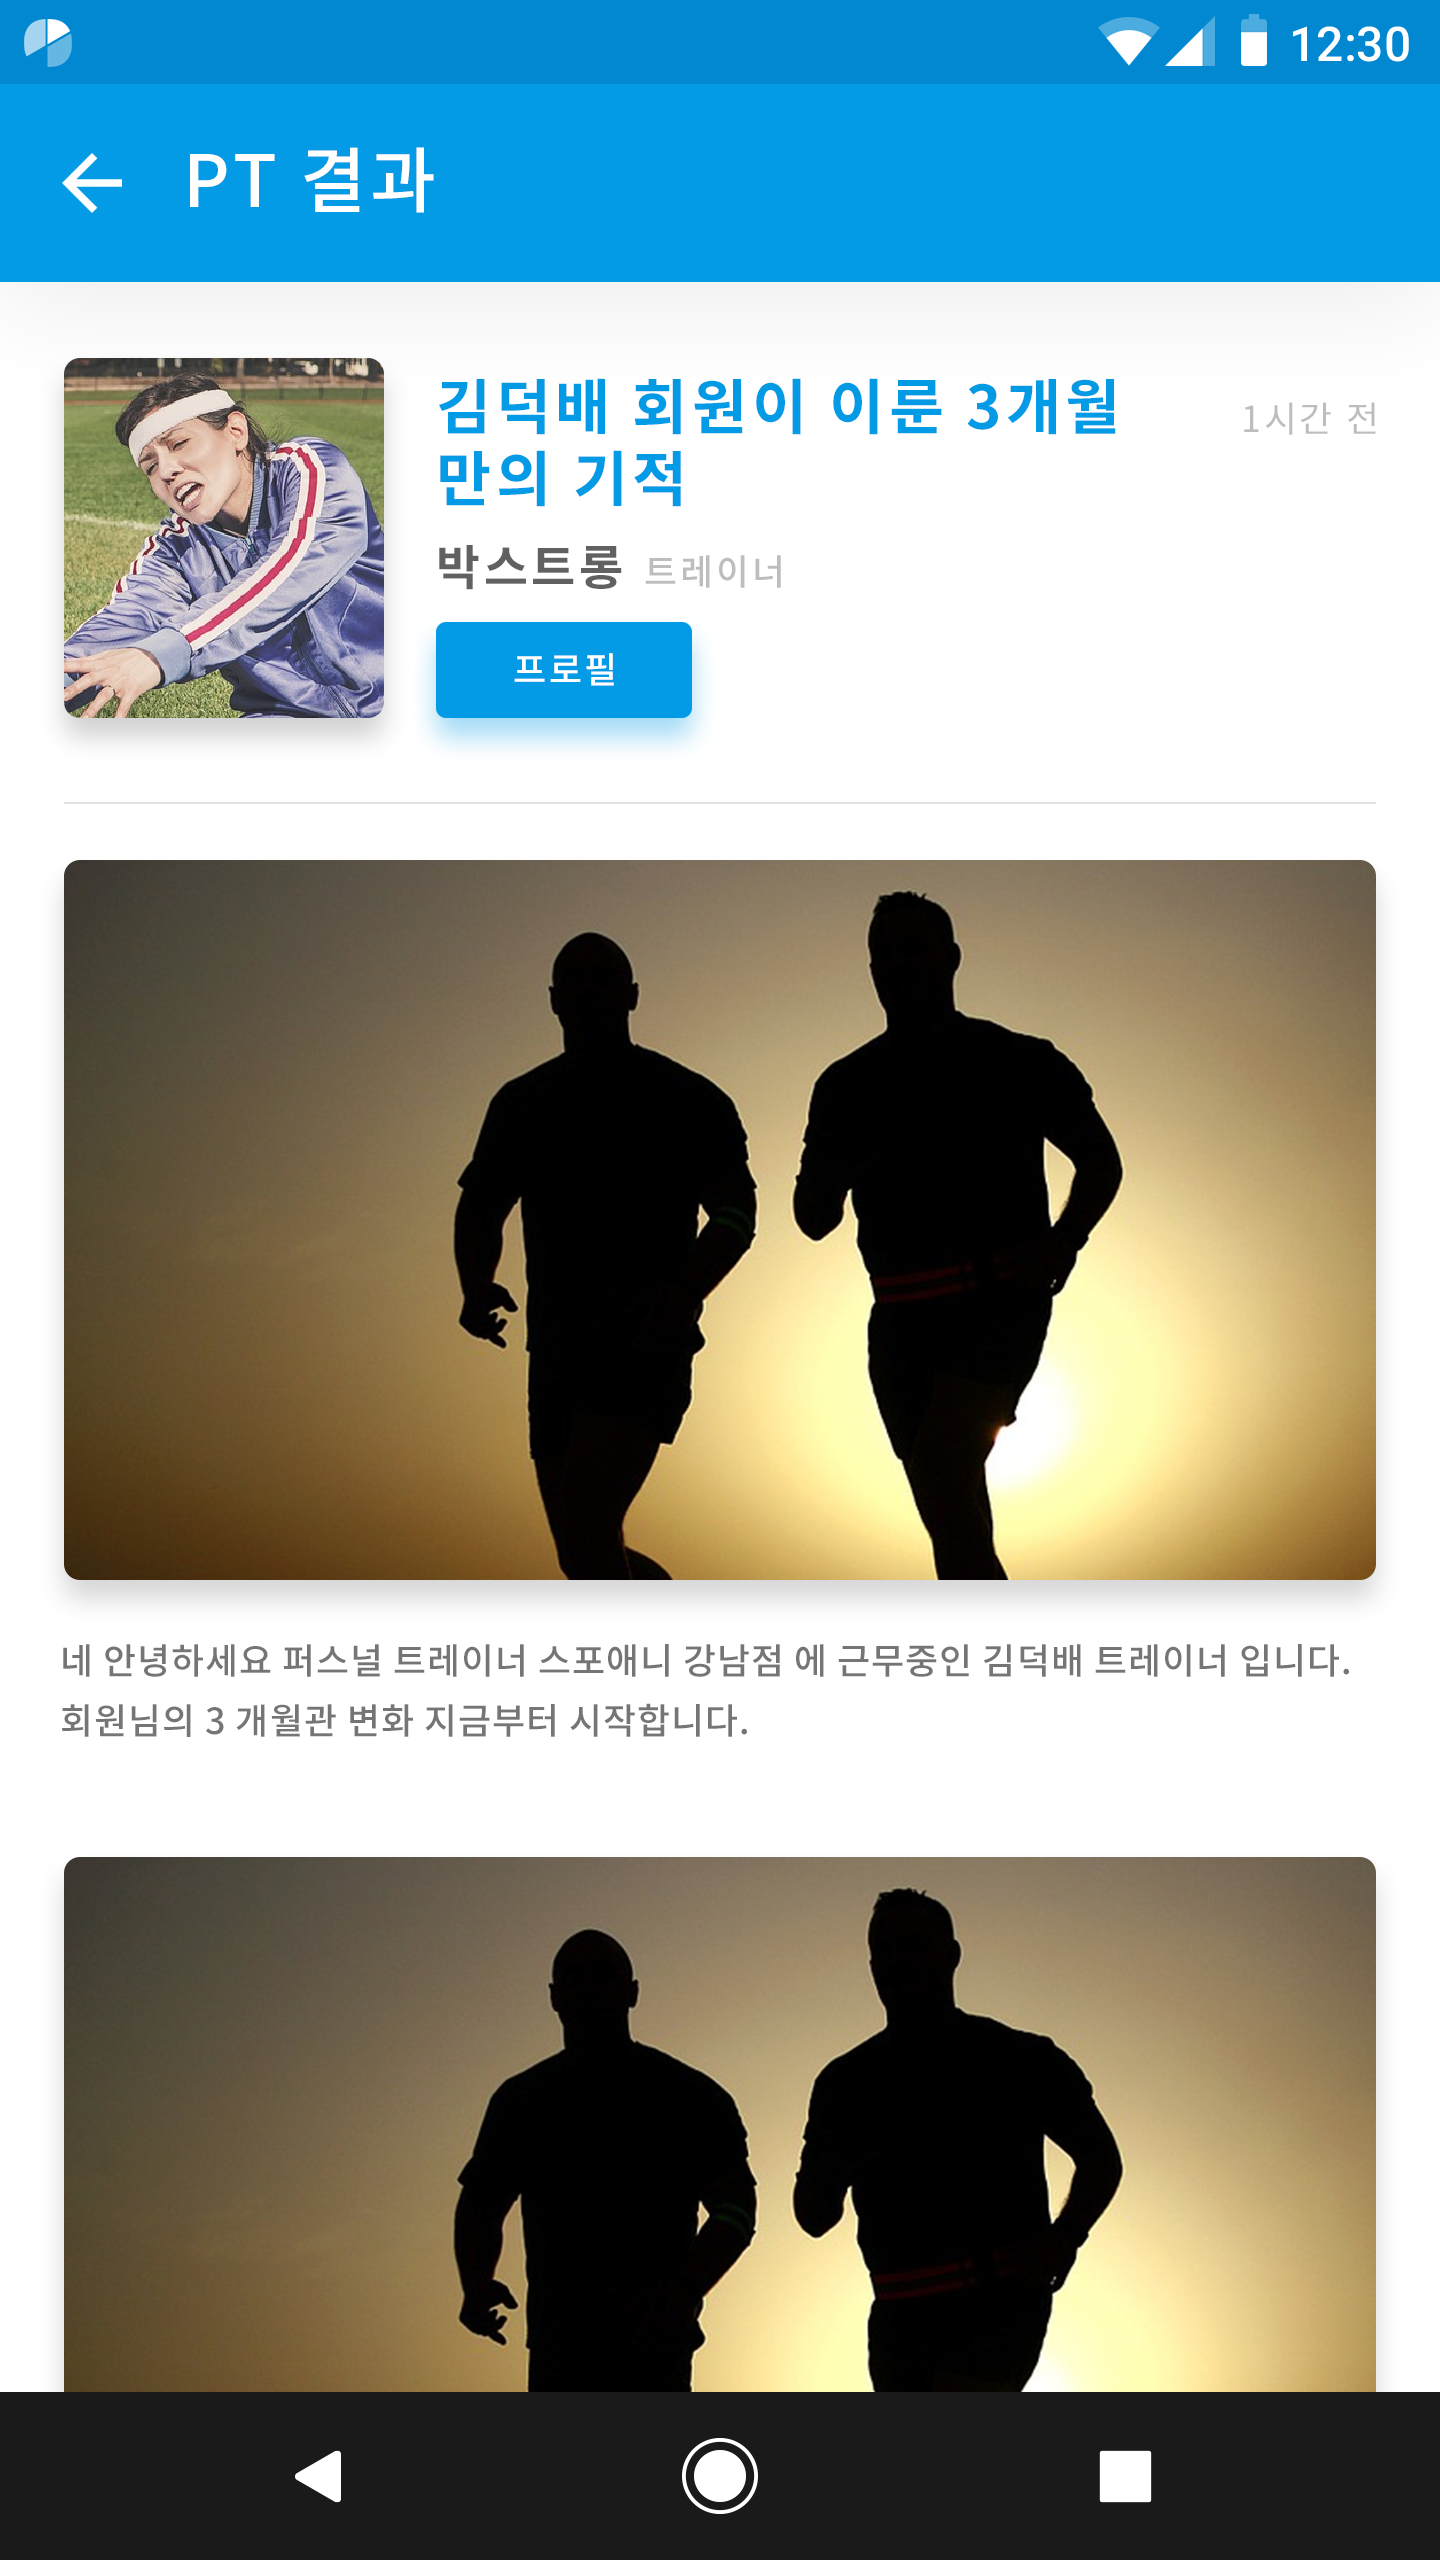 12:30
PT 결과
김덕배 회원이 이룬 3개월
1시간 전
만의 기적
박스트롱 트레이너
프로필
네 안녕하세요 퍼스널 트레이너 스포애니 강남점 에 근무중인 김덕배 트레이너 입니다.
회원님의 3 개월관 변화 지금부터 시작합니다.